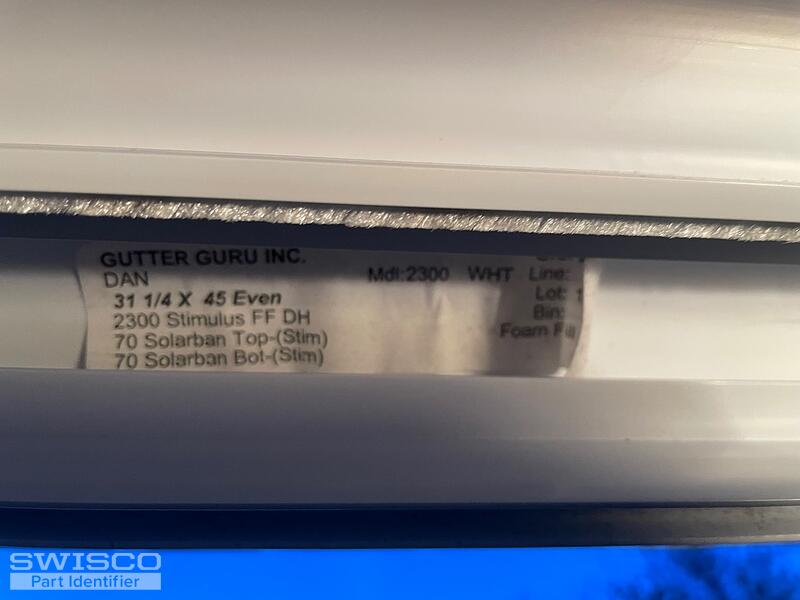 GUTTER GURU INC.
DAN
Mdl:2300 WHT Line:
31 1/4 X 45 Even
Lot: 1
2300 Stimulus FF DH
Bin:
70 Solarban Top-(Stim)
Foam Fill
70 Solarban Bot-(Stim)
SWISCO
Part Identifier